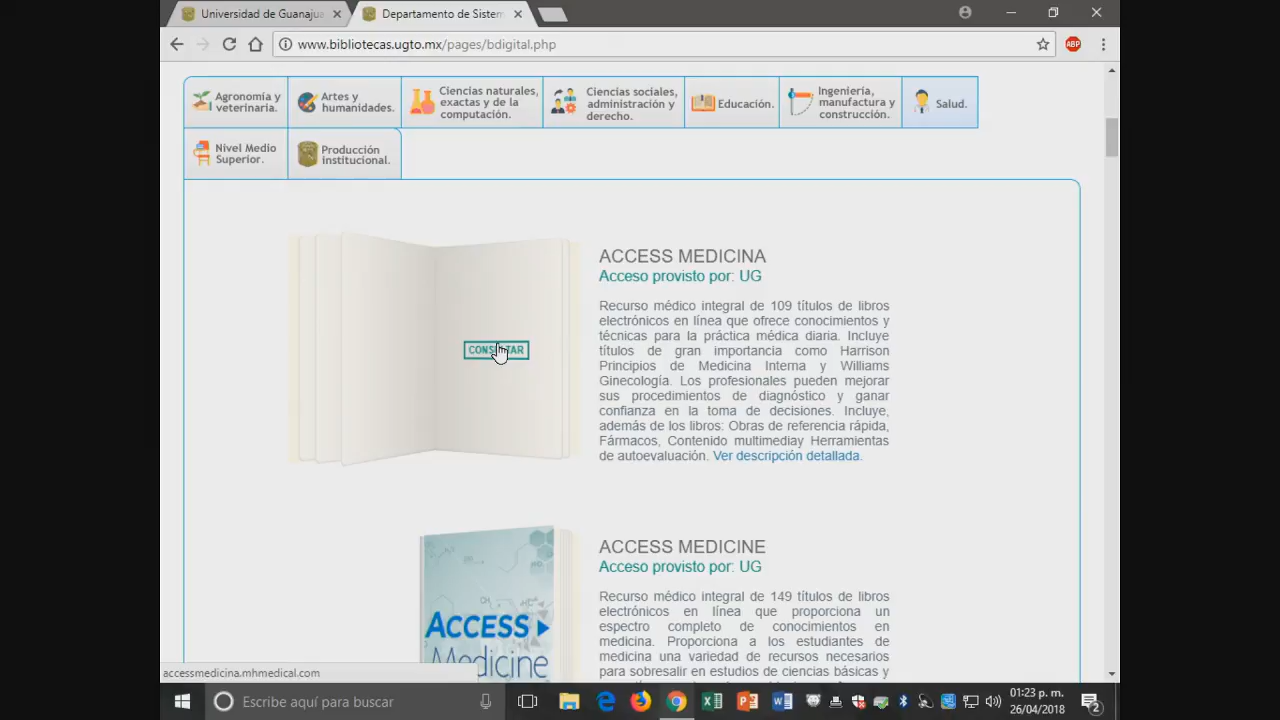 Universidad de Guanajua
Departamento de Sistem
www.bibliotecas.ugto.mx/pages/bdigital.php
ABP
Agronomía y
veterinaria.
Artes y
humanidades.
Ciencias naturales,
exactas y de la
computación.
Ciencias sociales,
administración y
derecho.
Educación.
Ingeniería,
manufactura y
construcción.
Salud.
Nivel Medio
Superior.
Producción
institucional.
CONSULTAR
ACCESS MEDICINA
Acceso provisto por: UG
Recurso médico integral de 109 títulos de libros
electrónicos en línea que ofrece conocimientos y
técnicas para la práctica médica diaria. Incluye
títulos de gran importancia como Harrison
Principios de Medicina Interna y Williams
Ginecología. Los profesionales pueden mejorar
sus procedimientos de diagnóstico y ganar
confianza en la toma de decisiones. Incluye,
además de los libros: Obras de referencia rápida,
Fármacos, Contenido multimediay Herramientas
de autoevaluación. Ver descripción detallada.
ACCESS
Medicine
ACCESS MEDICINE
Acceso provisto por: UG
Recurso médico integral de 149 títulos de libros
electrónicos en línea que proporciona un
espectro completo de conocimientos en
medicina. Proporciona a los estudiantes de
medicina una variedad de recursos necesarios
para sobresalir en estudios de ciencias básicas y
accessmedicina.mhmedical.com
Escribe aquí para buscar
01:23 p. m.
26/04/2018
2